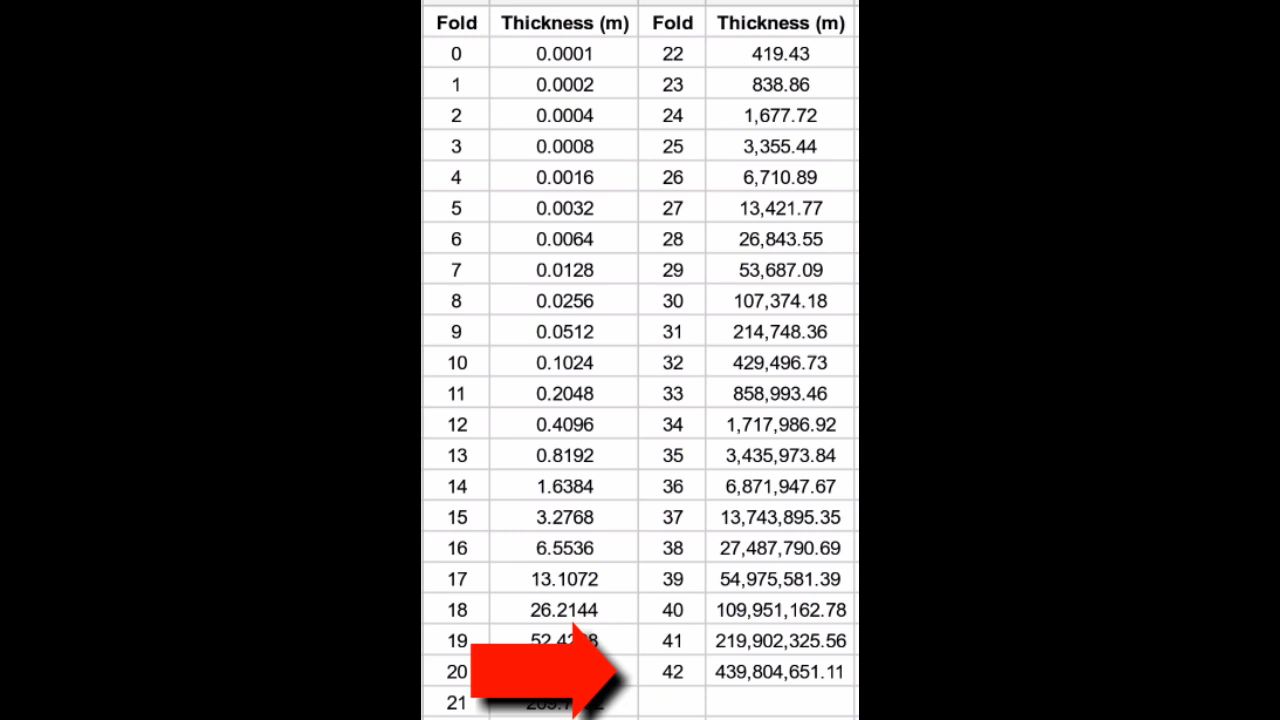 Fold Thickness (m) Fold Thickness (m)
0 0.0001 22 419.43
1 0.0002 23 838.86
2 0.0004 24 1,677.72
3 0.0008 25 3,355.44
4 0.0016 26 6,710.89
5 0.0032 27 13,421.77
6 0.0064 28 26,843.55
7 0.0128 29 53,687.09
8 0.0256 30 107,374.18
9 0.0512 31 214,748.36
10 0.1024 32 429,496.73
11 0.2048 33 858,993.46
12 0.4096 34 1,717,986.92
13 0.8192 35 3,435,973.84
14 1.6384 36 6,871,947.67
15 3.2768 37 13,743,895.35
16 6.5536 38 27,487,790.69
17 13.1072 39 54,975,581.39
18 26.2144 40 109,951,162.78
19 41 219,902,325.56
20 42 439,804,651.11
21